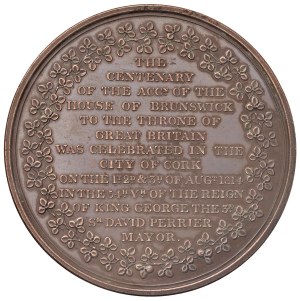 THE
CENTENARY
OF THE ACCN. OF THE
HOUSE OF BRUNSWICK
TO THE THRONE OF
GREAT BRITAIN
WAS CELEBRATED IN THE
CITY OF CORK
ON THE 1ST 2D & 3D OF AUGT. 1814
IN THE 54TH YR. OF THE REIGN
OF KING GEORGE THE 3D
SR. DAVID PERRIER
MAYOR.